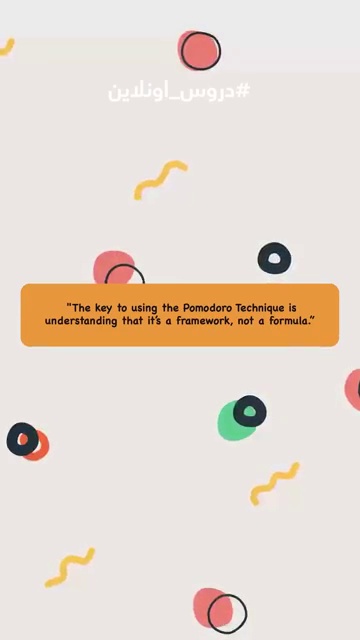 #دروس_اونلاين
"The key to using the Pomodoro Technique is
understanding that it's a framework, not a formula.”